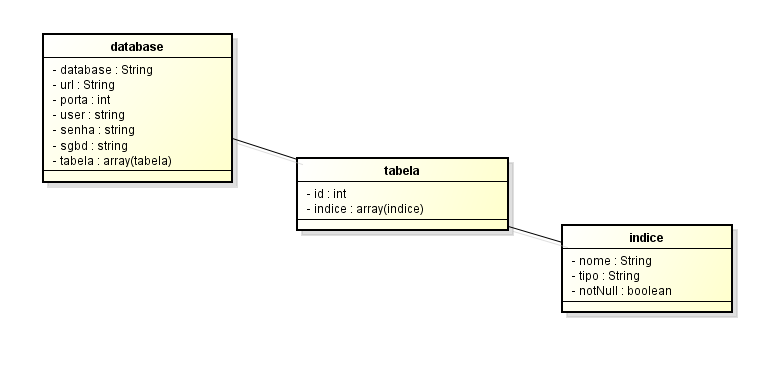 database
- database : String
- url : String
- porta : int
- user : string
- senha : string
- sgbd : string
- tabela : array(tabela)
tabela
- id : int
- indice : array(indice)
indice
- nome : String
- tipo : String
- notNull : boolean